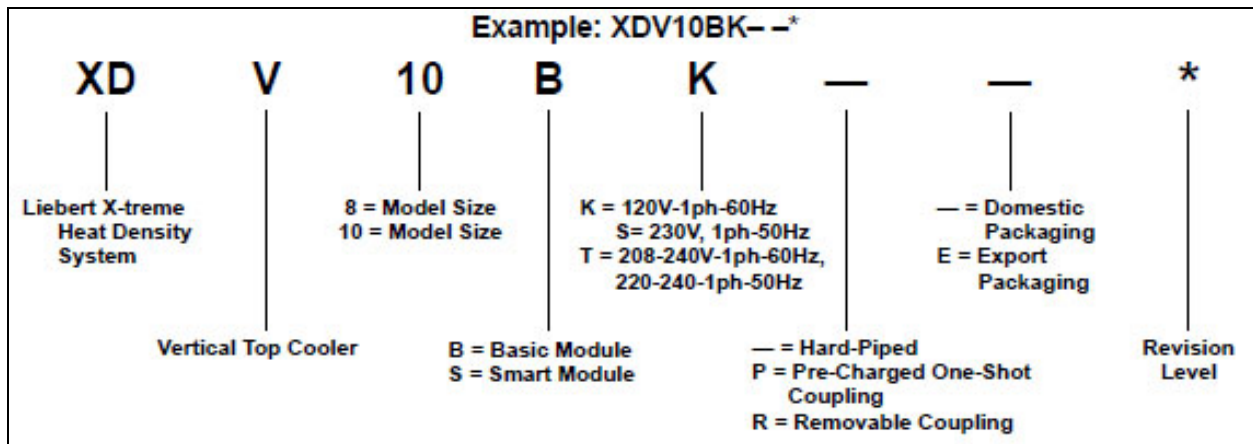 Example: XDV10BK– –*
XD V 10 B K — — *
Liebert X-treme
Heat Density
System
8 = Model Size
10 = Model Size
K = 120V-1ph-60Hz
S= 230V, 1ph-50Hz
T = 208-240V-1ph-60Hz,
220-240-1ph-50Hz
— = Domestic
Packaging
E = Export
Packaging
Vertical Top Cooler
B = Basic Module
S = Smart Module
— = Hard-Piped
P = Pre-Charged One-Shot
Coupling
R = Removable Coupling
Revision
Level